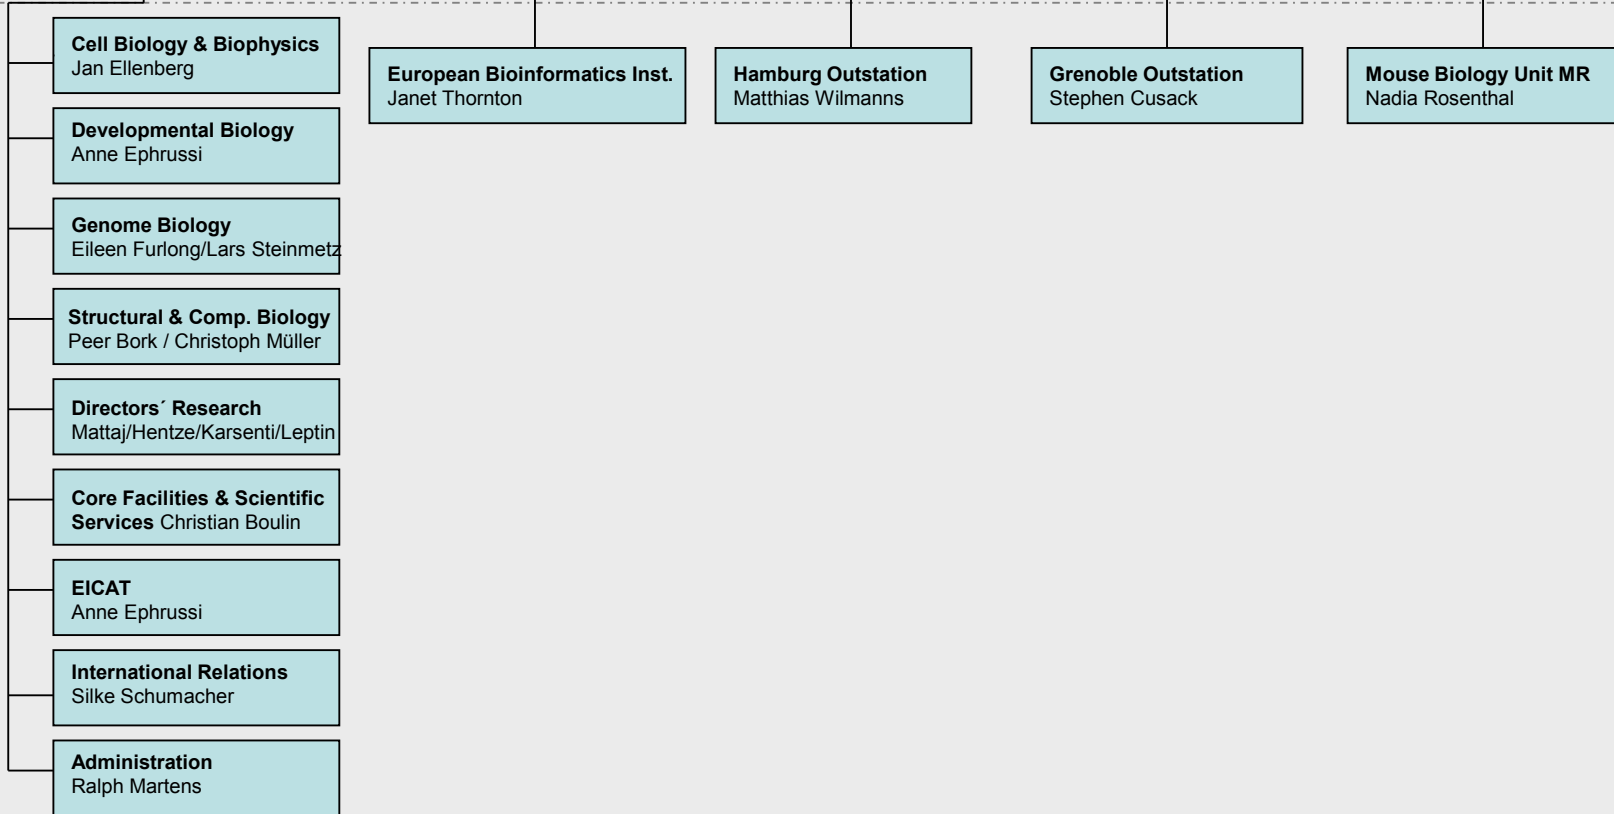 Cell Biology & Biophysics
Jan Ellenberg
European Bioinformatics Inst.
Janet Thornton
Hamburg Outstation
Matthias Wilmanns
Grenoble Outstation
Stephen Cusack
Mouse Biology Unit MR
Nadia Rosenthal
Developmental Biology
Anne Ephrussi
Genome Biology
Eileen Furlong/Lars Steinmetz
Structural & Comp. Biology
Peer Bork / Christoph Müller
Directors´ Research
Mattaj/Hentze/Karsenti/Leptin
Core Facilities & Scientific
Services Christian Boulin
EICAT
Anne Ephrussi
International Relations
Silke Schumacher
Administration
Ralph Martens